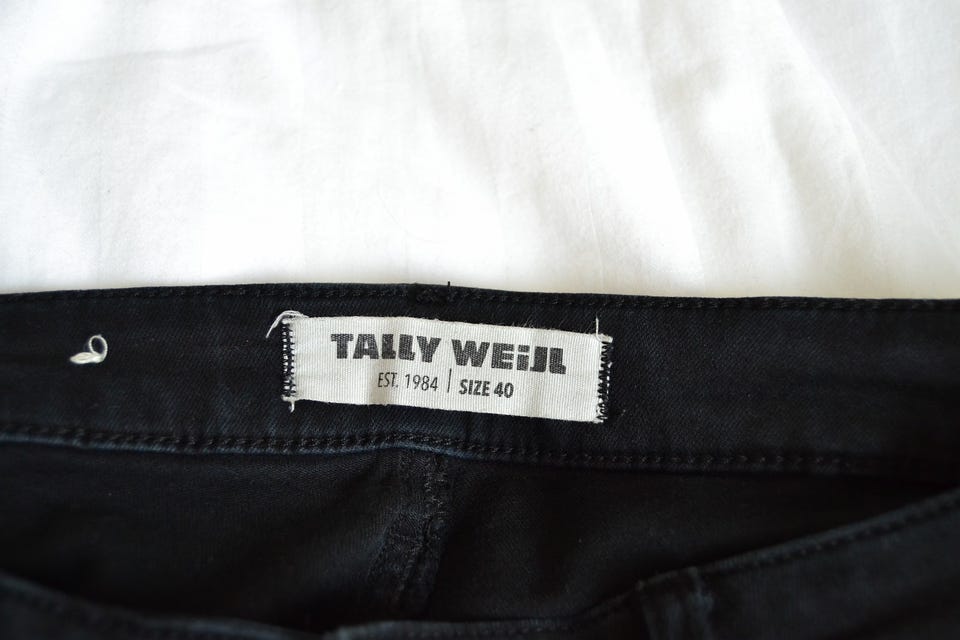 TALLY WEiJL
EST. 1984 | SIZE 40